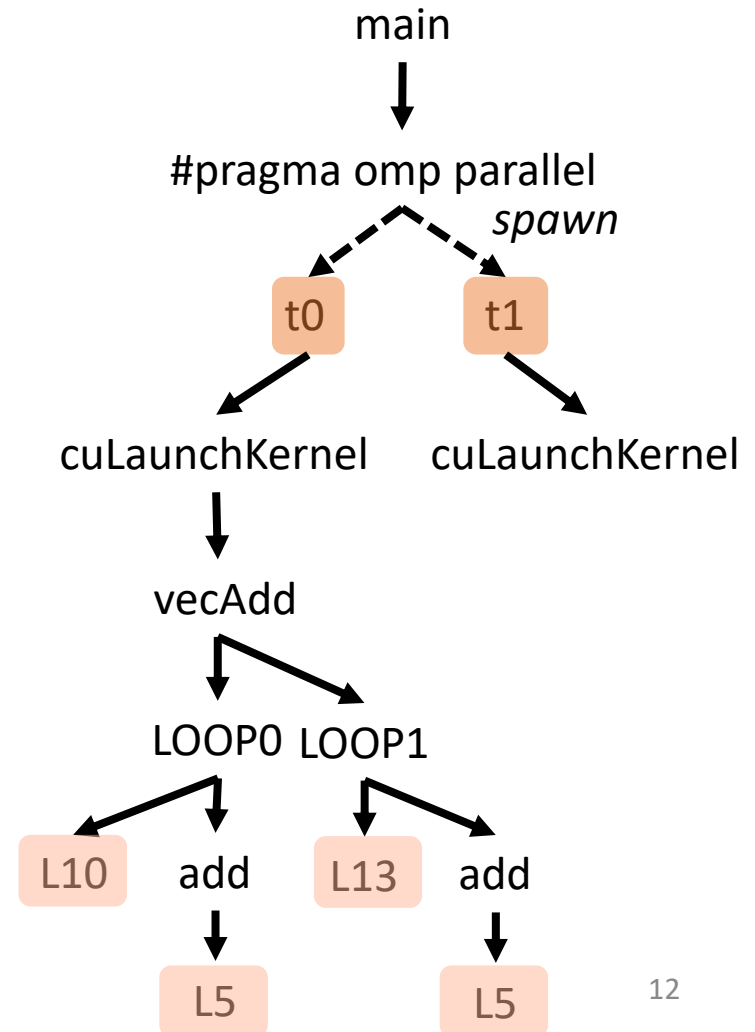 main
#pragma omp parallel
spawn
t0 t1
cuLaunchKernel cuLaunchKernel
vecAdd
LOOP0 LOOP1
L10 add L13 add
L5 L5
12